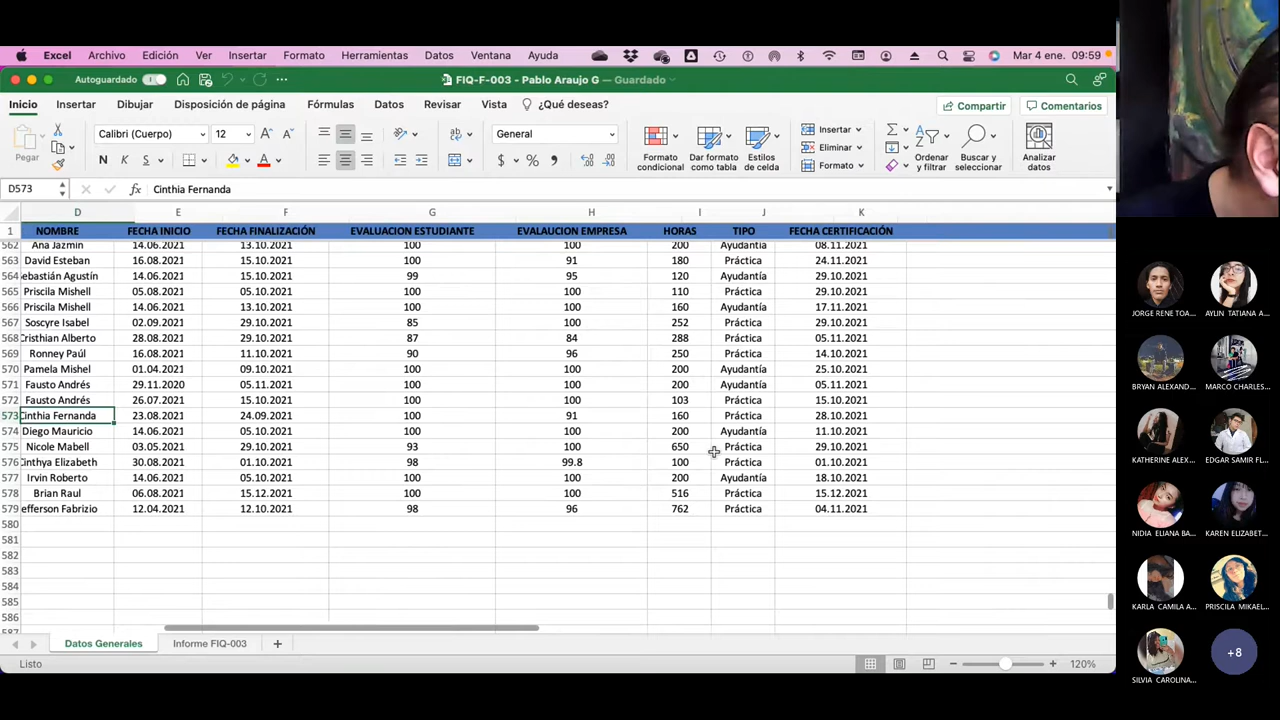 Excel Archivo Edición Ver Insertar Formato Herramientas Datos Ventana Ayuda Mar 4 ene. 09:59
Autoguardado FIQ-F-003 - Pablo Araujo G — Guardado
Inicio Insertar Dibujar Disposición de página Fórmulas Datos Revisar Vista ¿Qué deseas? Compartir Comentarios
Pegar Calibri (Cuerpo) 12 General Formato condicional Dar formato como tabla Estilos de celda Insertar Eliminar Formato Ordenar y filtrar Buscar y seleccionar Analizar datos
D573 fx Cinthia Fernanda
D E F G H I J K
1 NOMBRE FECHA INICIO FECHA FINALIZACIÓN EVALUACION ESTUDIANTE EVALAUCION EMPRESA HORAS TIPO FECHA CERTIFICACIÓN
562 Ana Jazmin 14.06.2021 13.10.2021 100 100 200 Ayudantía 08.11.2021
563 David Esteban 16.08.2021 15.10.2021 100 91 180 Práctica 24.11.2021
564 ebastián Agustín 14.06.2021 15.10.2021 99 95 120 Ayudantía 29.10.2021
565 Priscila Mishell 05.08.2021 05.10.2021 100 100 110 Práctica 29.10.2021
566 Priscila Mishell 14.06.2021 13.10.2021 100 100 160 Ayudantía 17.11.2021
567 Soscyre Isabel 02.09.2021 29.10.2021 85 100 252 Práctica 29.10.2021
568 Cristhian Alberto 28.08.2021 29.10.2021 87 84 288 Práctica 05.11.2021
569 Ronney Paúl 16.08.2021 11.10.2021 90 96 250 Práctica 14.10.2021
570 Pamela Mishel 01.04.2021 09.10.2021 100 100 200 Ayudantía 25.10.2021
571 Fausto Andrés 29.11.2020 05.11.2021 100 100 200 Ayudantía 05.11.2021
572 Fausto Andrés 26.07.2021 15.10.2021 100 100 103 Práctica 15.10.2021
573 Cinthia Fernanda 23.08.2021 24.09.2021 100 91 160 Práctica 28.10.2021
574 Diego Mauricio 14.06.2021 05.10.2021 100 100 200 Ayudantía 11.10.2021
575 Nicole Mabell 03.05.2021 29.10.2021 93 100 650 Práctica 29.10.2021
576 Cinthya Elizabeth 30.08.2021 01.10.2021 98 99.8 100 Práctica 01.10.2021
577 Irvin Roberto 14.06.2021 05.10.2021 100 100 200 Ayudantía 18.10.2021
578 Brian Raul 06.08.2021 15.12.2021 100 100 516 Práctica 15.12.2021
579 efferson Fabrizio 12.04.2021 12.10.2021 98 96 762 Práctica 04.11.2021
580
581
582
583
584
585
586
587
Datos Generales Informe FIQ-003
Listo 120%
JORGE RENE TOA... AYLIN TATIANA A...
BRYAN ALEXAND... MARCO CHARLES...
KATHERINE ALEX... EDGAR SAMIR FL...
NIDIA ELIANA BA... KAREN ELIZABET...
KARLA CAMILA A... PRISCILA MIKAEL...
SILVIA CAROLINA... +8